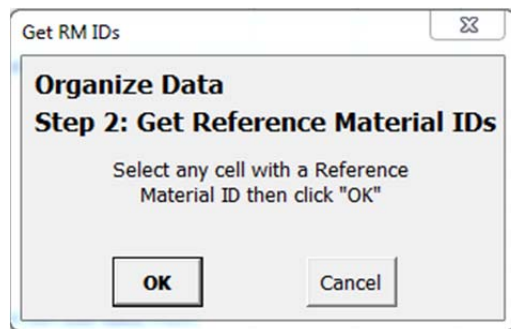 Get RM IDs
Organize Data
Step 2: Get Reference Material IDs
Select any cell with a Reference
Material ID then click "OK"
OK Cancel